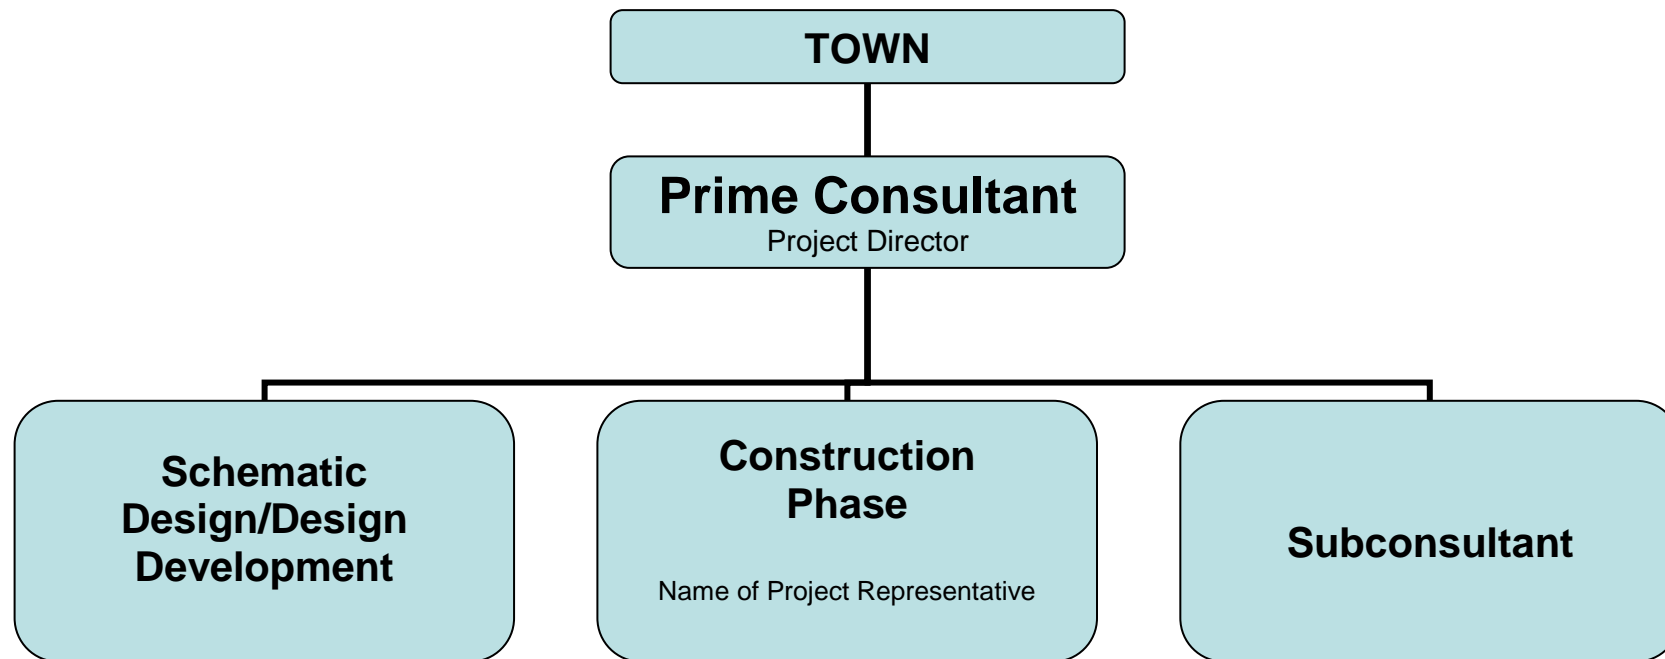 TOWN
Prime Consultant
Project Director
Schematic
Design/Design
Development
Construction
Phase
Name of Project Representative
Subconsultant